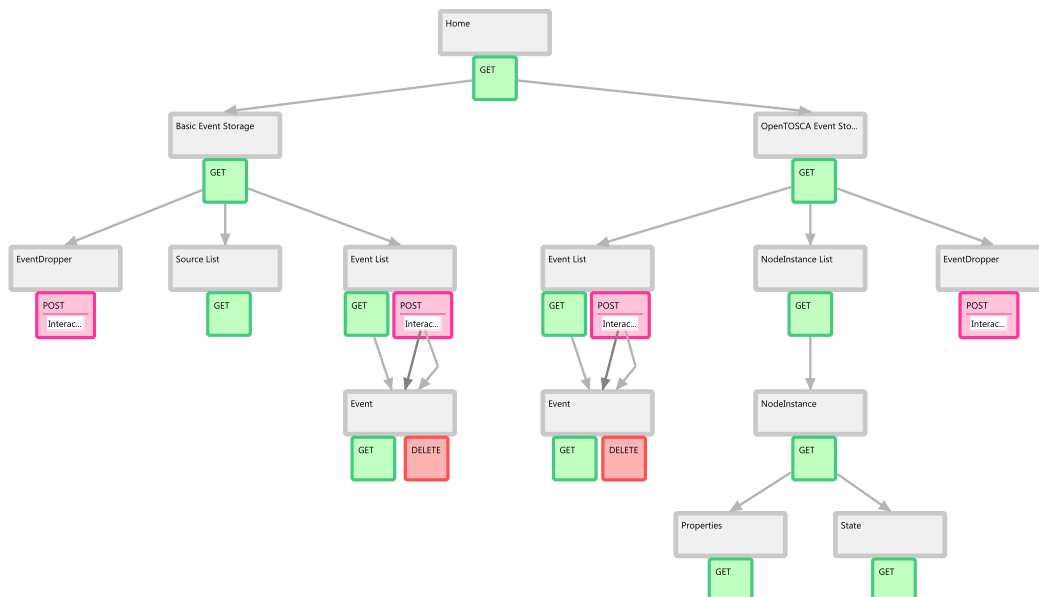 Home
GET
Basic Event Storage
OpenTOSCA Event Sto...
GET
GET
EventDropper
Source List
Event List
Event List
NodeInstance List
EventDropper
POST
Interac...
GET
GET
POST
Interac...
GET
POST
Interac...
GET
POST
Interac...
Event
Event
NodeInstance
GET
DELETE
GET
DELETE
GET
Properties
State
GET
GET